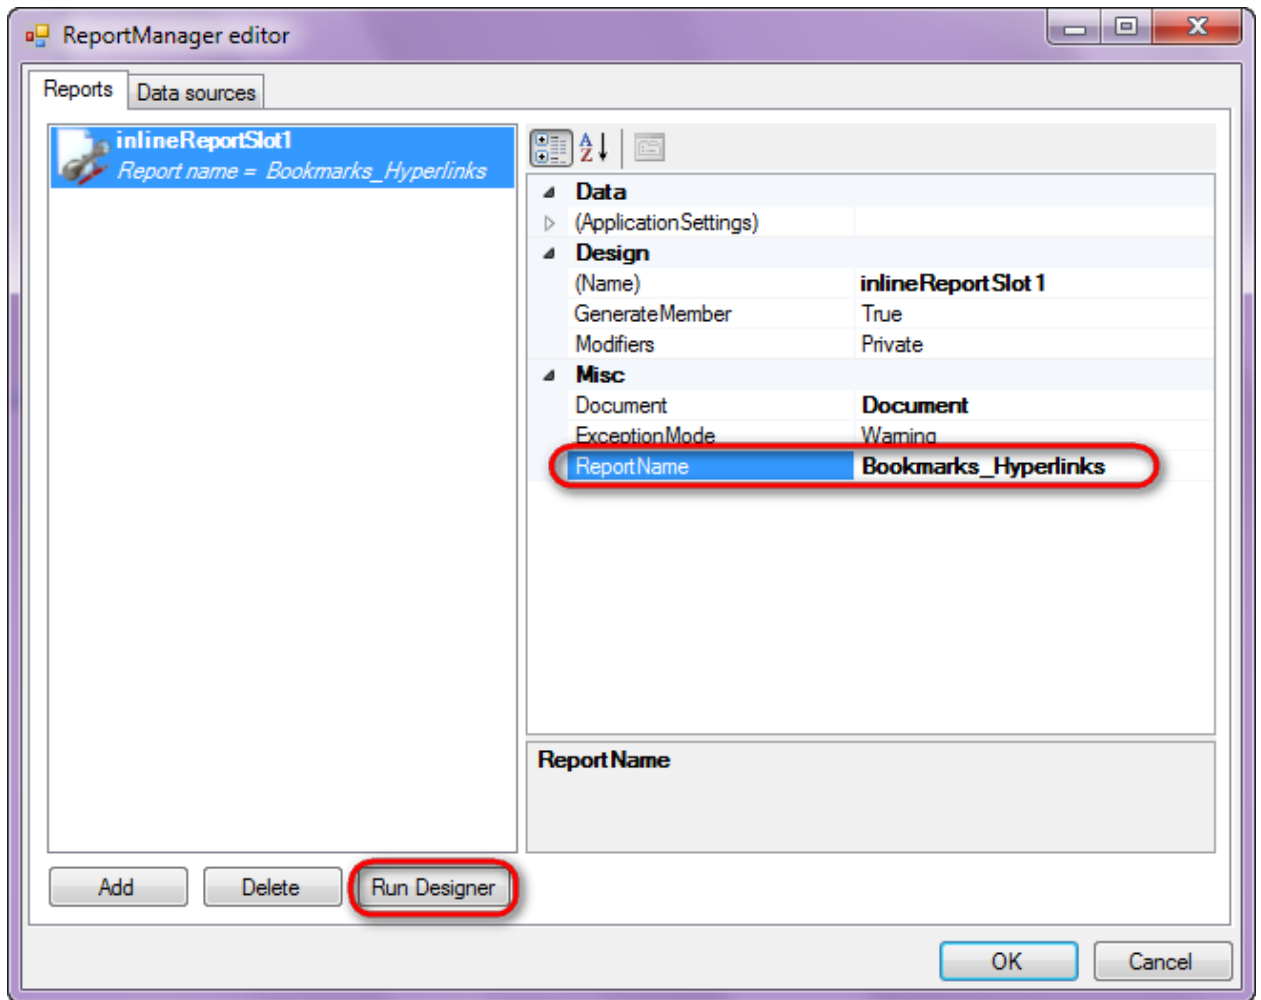 ReportManager editor
Reports
Data sources
inlineReportSlot1
Report name = Bookmarks_Hyperlinks
A
Z
Data
(ApplicationSettings)
Design
(Name) inlineReportSlot1
GenerateMember True
Modifiers Private
Misc
Document Document
ExceptionMode Warning
ReportName Bookmarks_Hyperlinks
ReportName
Add
Delete
Run Designer
OK
Cancel